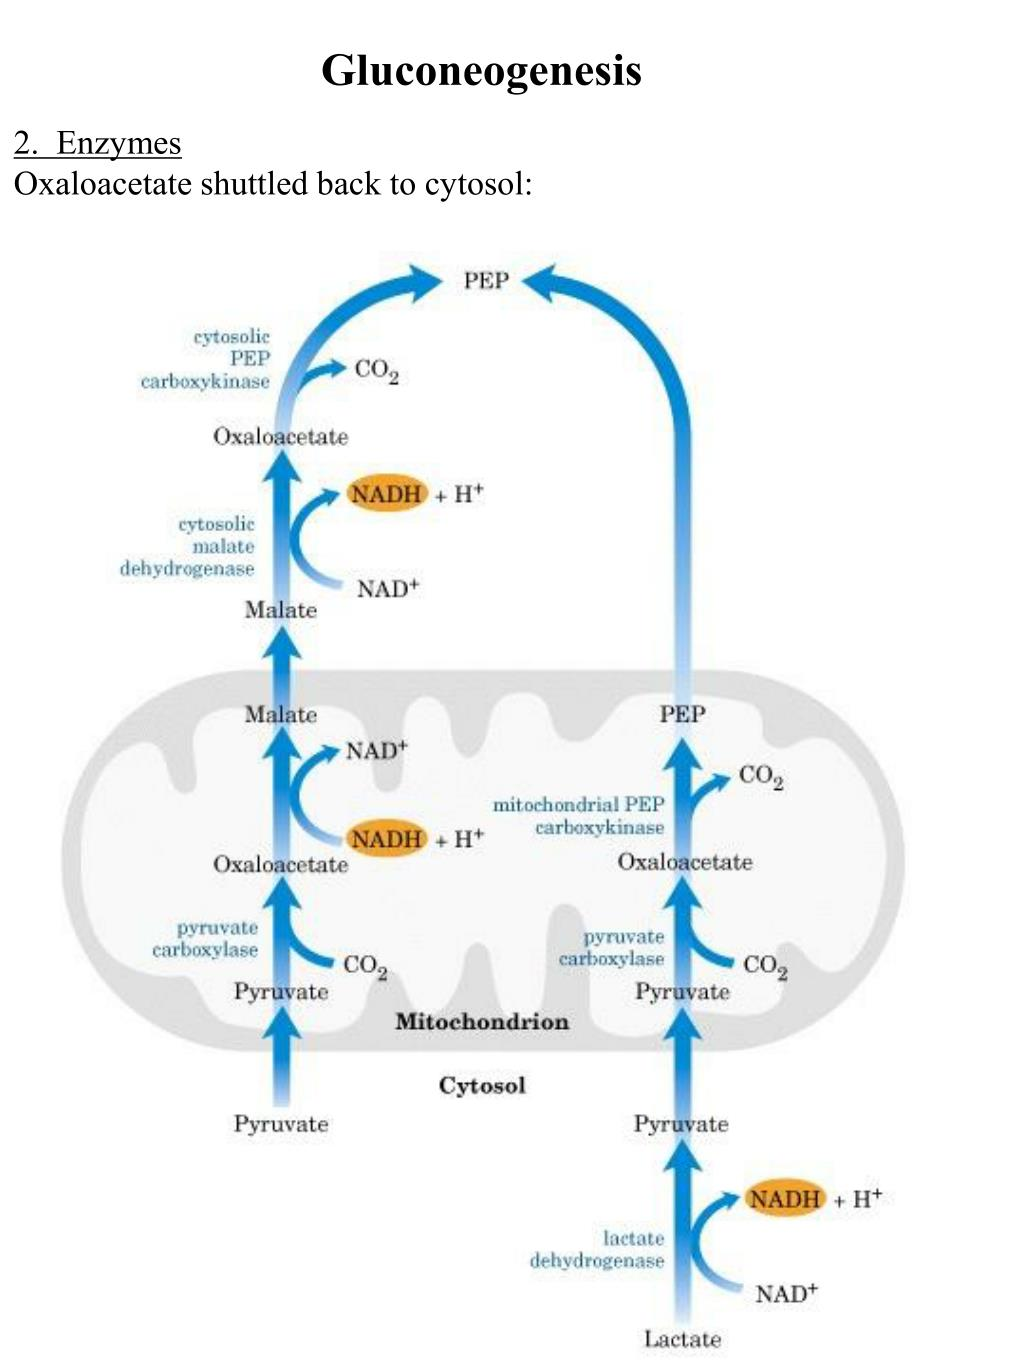 Gluconeogenesis
2. Enzymes
Oxaloacetate shuttled back to cytosol:
PEP
cytosolic
PEP
carboxykinase
CO2
Oxaloacetate
NADH + H+
cytosolic
malate
dehydrogenase
NAD+
Malate
Malate
NAD+
NADH + H+
Oxaloacetate
pyruvate
carboxylase
CO2
Pyruvate
Pyruvate
PEP
CO2
mitochondrial PEP
carboxykinase
Oxaloacetate
pyruvate
carboxylase
CO2
Pyruvate
Mitochondrion
Cytosol
Pyruvate
NADH + H+
lactate
dehydrogenase
NAD+
Lactate